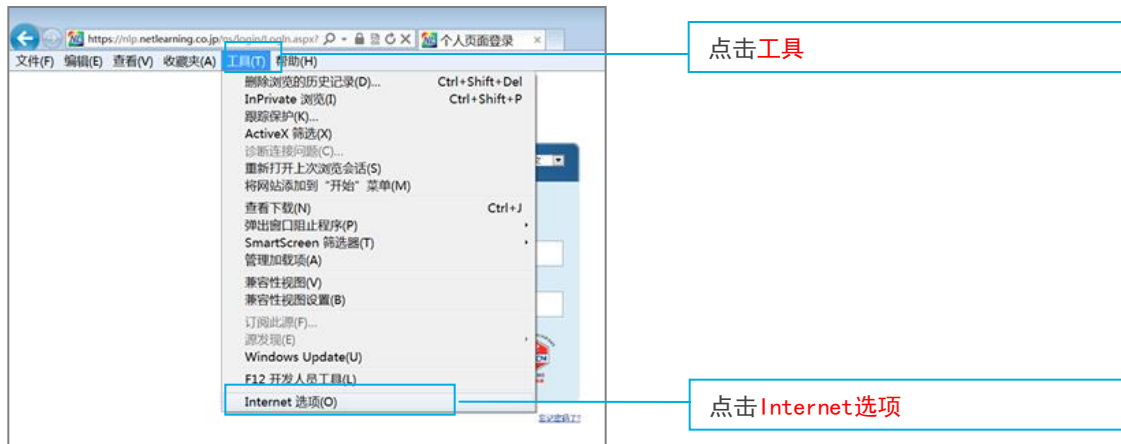 https://nlp.netlearning.co.jp/ 个人页面登录
点击工具
文件(F) 编辑(E) 查看(V) 收藏夹(A) 工具(T) 帮助(H)
删除浏览的历史记录(D)... Ctrl+Shift+Del
InPrivate 浏览(I) Ctrl+Shift+P
跟踪保护(K)...
ActiveX 筛选(X)
诊断连接问题(C)...
重新打开上次浏览会话(S)
将网站添加到“开始”菜单(M)
查看下载(N) Ctrl+J
弹出窗口阻止程序(P)
SmartScreen 筛选器(T)
管理加载项(A)
兼容性视图(V)
兼容性视图设置(B)
订阅此源(F)...
源发现(E)
Windows Update(U)
F12 开发人员工具(L)
Internet 选项(O)
点击Internet选项
忘记密码了?